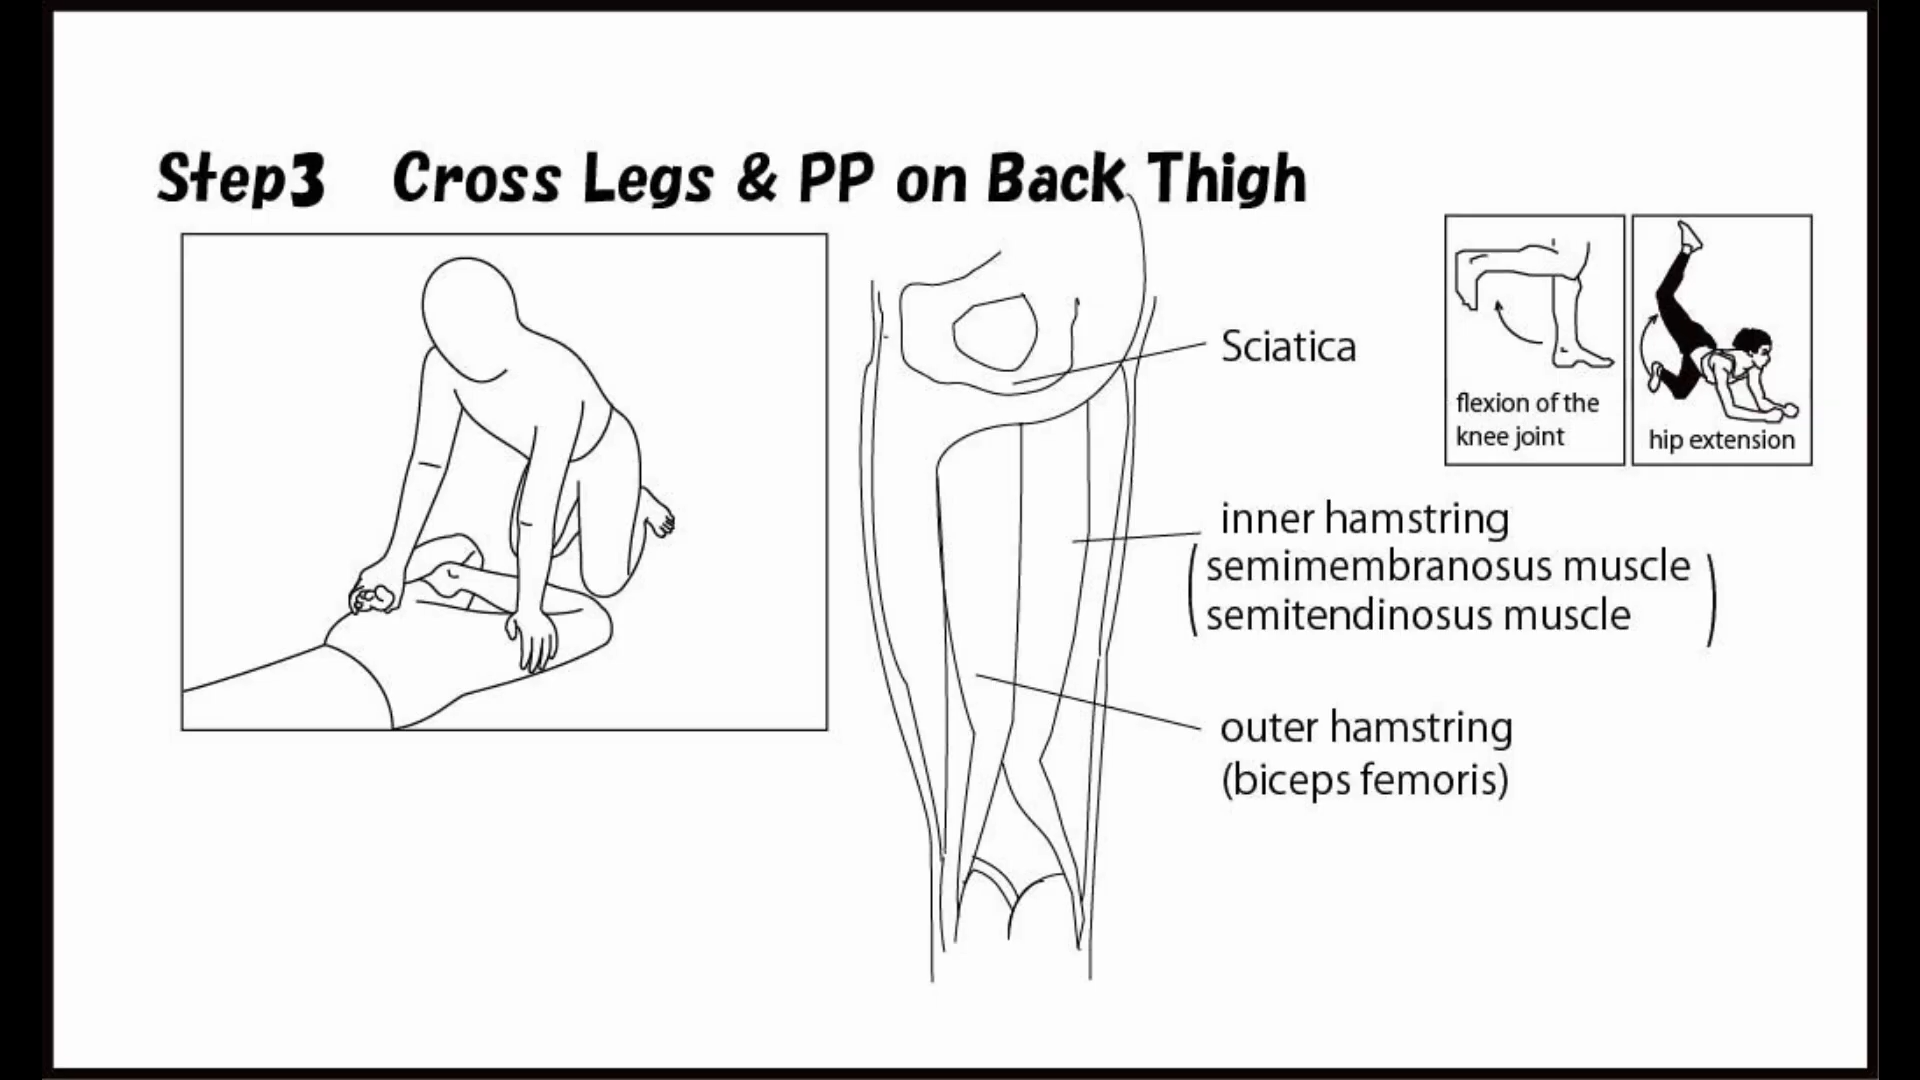 Step3 Cross Legs & PP on Back Thigh
Sciatica
flexion of the
knee joint
hip extension
inner hamstring
(semimembranosus muscle
semitendinosus muscle)
outer hamstring
(biceps femoris)